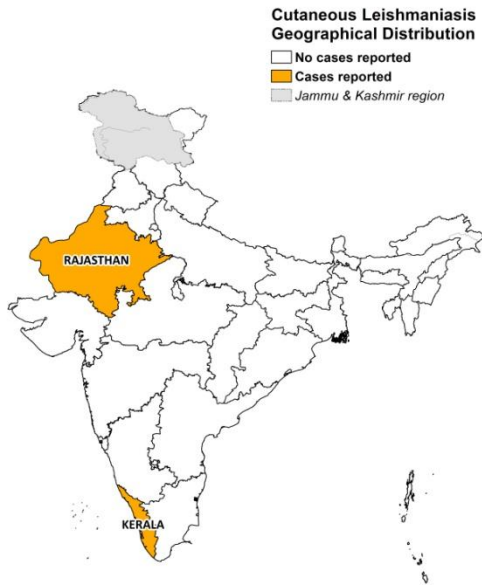 Cutaneous Leishmaniasis
Geographical Distribution
No cases reported
Cases reported
Jammu & Kashmir region
RAJASTHAN
KERALA